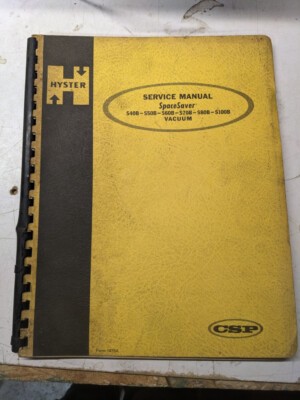 HYSTER
SERVICE MANUAL
SpaceSaver
S40B-S50B-S60B-S70B-S80B-S100B
VACUUM
CSP